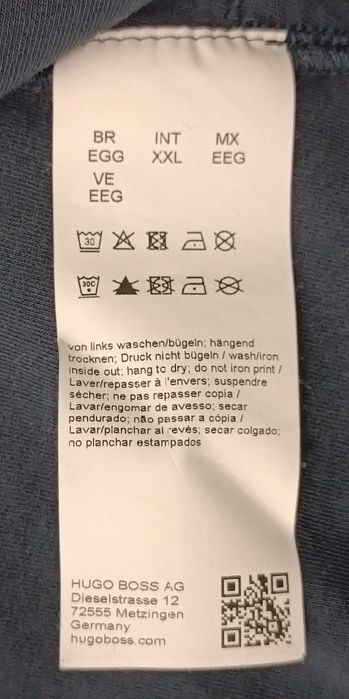 BR INT MX
EGG XXL EEG
VE
EEG
30
30C
von links waschen/bügeln; hängend
trocknen; Druck nicht bügeln / wash/iron
inside out; hang to dry; do not iron print /
Laver/repasser à l'envers; suspendre
sécher; ne pas repasser copia /
Lavar/engomar de avesso; secar
pendurado; não passar a cópia /
Lavar/planchar al revés; secar colgado;
no planchar estampados
HUGO BOSS AG
Dieselstrasse 12
72555 Metzingen
Germany
hugoboss.com